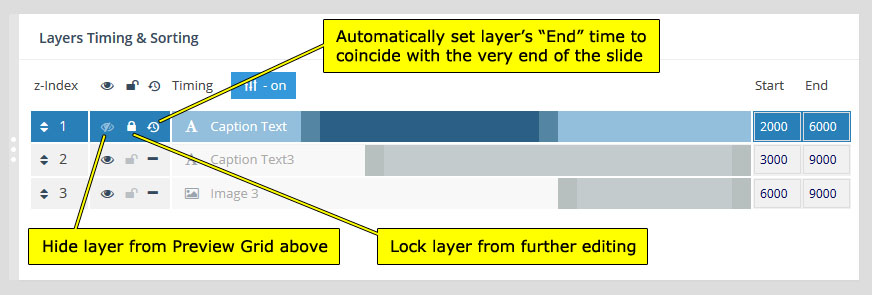 Layers Timing & Sorting
Automatically set layer’s “End” time to
coincide with the very end of the slide
z-Index Timing - on Start End
1 Caption Text 2000 6000
2 Caption Text3 3000 9000
3 Image 3 6000 9000
Hide layer from Preview Grid above
Lock layer from further editing